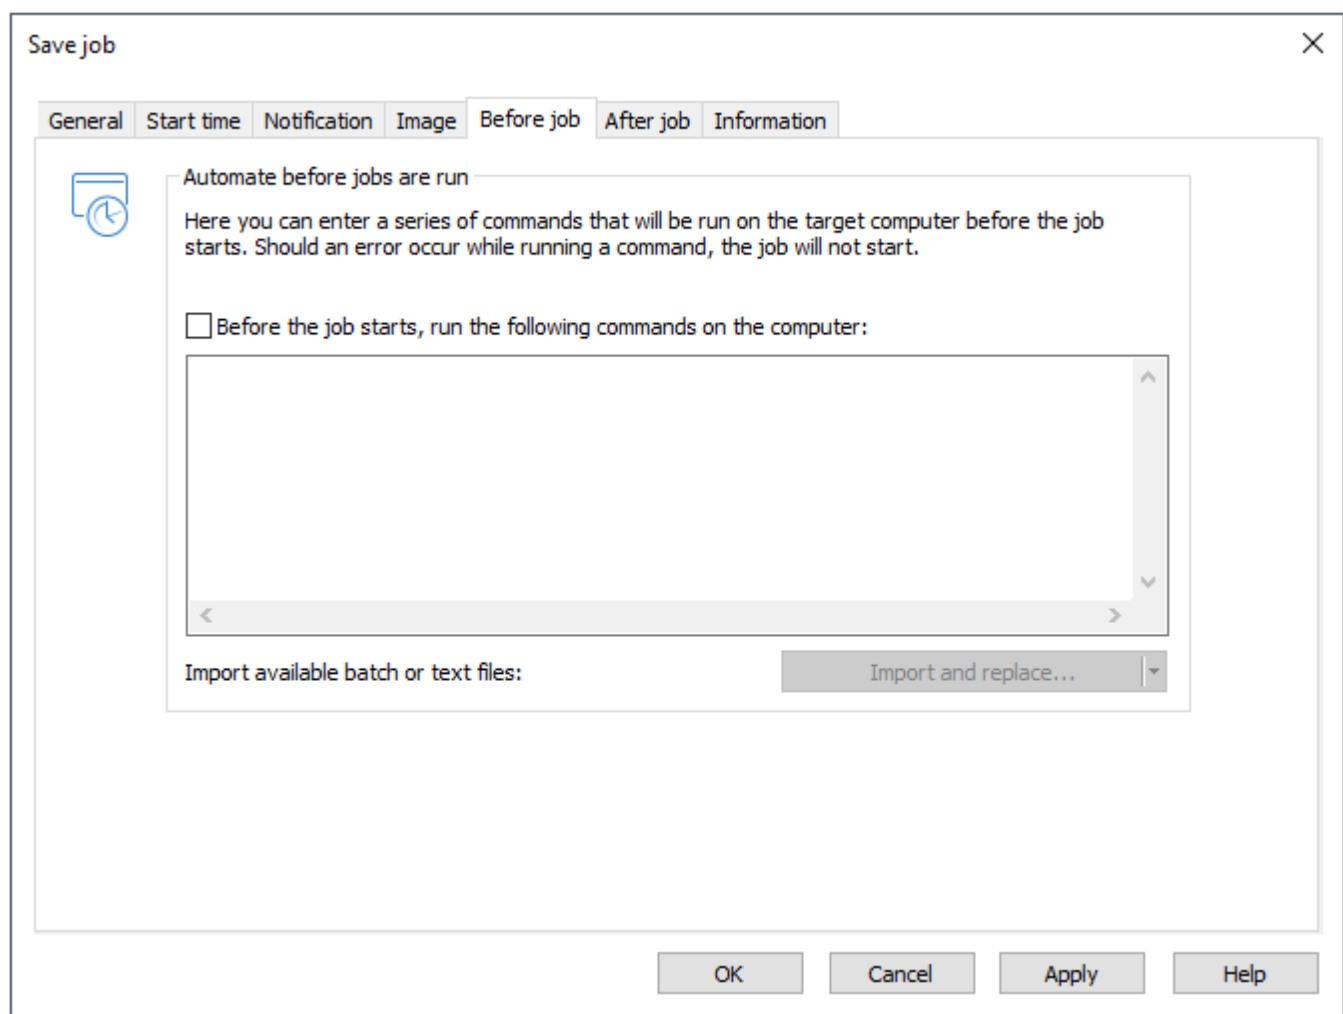 Save job
General Start time Notification Image Before job After job Information
Automate before jobs are run
Here you can enter a series of commands that will be run on the target computer before the job
starts. Should an error occur while running a command, the job will not start.
Before the job starts, run the following commands on the computer:
Import available batch or text files: Import and replace...
OK Cancel Apply Help